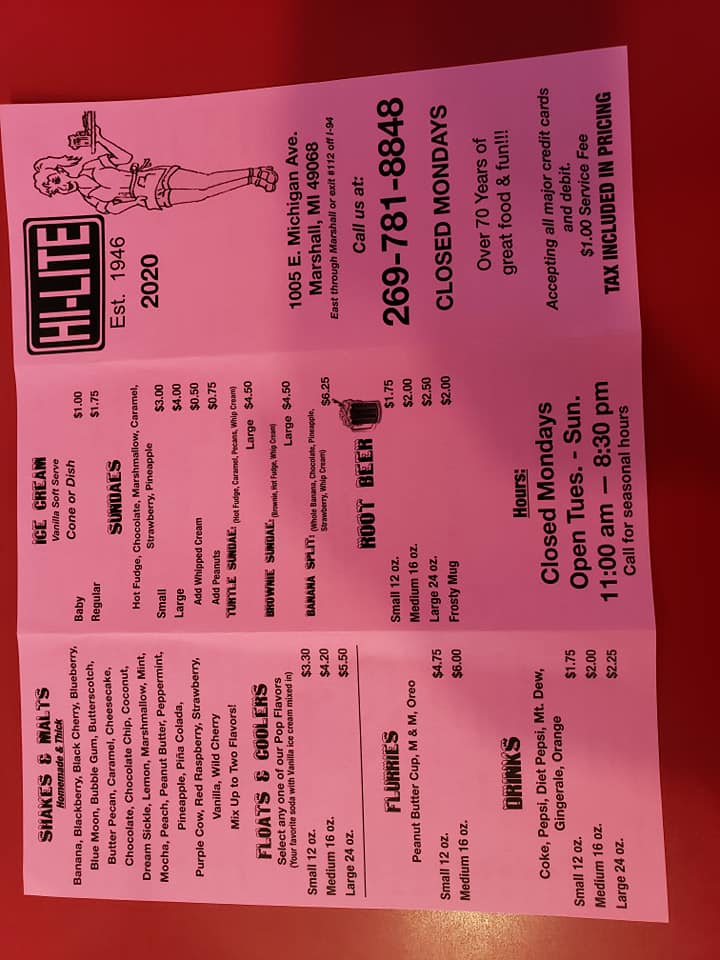 SHAKES & MALTS
Homemade & Thick
Banana, Blackberry, Black Cherry, Blueberry,
Blue Moon, Bubble Gum, Butterscotch,
Butter Pecan, Caramel, Cheesecake,
Chocolate, Chocolate Chip, Coconut,
Dream Sickle, Lemon, Marshmallow, Mint,
Mocha, Peach, Peanut Butter, Peppermint,
Pineapple, Piña Colada,
Purple Cow, Red Raspberry, Strawberry,
Vanilla, Wild Cherry
Mix Up to Two Flavors!
FLOATS & COOLERS
Select any one of our Pop Flavors
(Your favorite soda with Vanilla ice cream mixed in)
Small 12 oz. $3.30
Medium 16 oz. $4.20
Large 24 oz. $5.50
FLURRIES
Peanut Butter Cup, M & M, Oreo
Small 12 oz. $4.75
Medium 16 oz. $6.00
DRINKS
Coke, Pepsi, Diet Pepsi, Mt. Dew,
Gingerale, Orange
Small 12 oz. $1.75
Medium 16 oz. $2.00
Large 24 oz. $2.25
ICE CREAM
Vanilla Soft Serve
Cone or Dish
Baby $1.00
Regular $1.75
SUNDAES
Hot Fudge, Chocolate, Marshmallow, Caramel,
Strawberry, Pineapple
Small $3.00
Large $4.00
Add Whipped Cream $0.50
Add Peanuts $0.75
TURTLE SUNDAE: (Hot Fudge, Caramel, Pecans, Whip Cream)
Large $4.50
BROWNIE SUNDAE: (Brownie, Hot Fudge, Whip Cream)
Large $4.50
BANANA SPLIT: (Whole Banana, Chocolate, Pineapple,
Strawberry, Whip Cream) $6.25
ROOT BEER
Small 12 oz. $1.75
Medium 16 oz. $2.00
Large 24 oz. $2.50
Frosty Mug $2.00
Hours:
Closed Mondays
Open Tues. - Sun.
11:00 am — 8:30 pm
Call for seasonal hours
HI-LITE
Est. 1946
2020
1005 E. Michigan Ave.
Marshall, MI 49068
East through Marshall or exit #112 off I-94
Call us at:
269-781-8848
CLOSED MONDAYS
Over 70 Years of
great food & fun!!!
Accepting all major credit cards
and debit.
$1.00 Service Fee
TAX INCLUDED IN PRICING